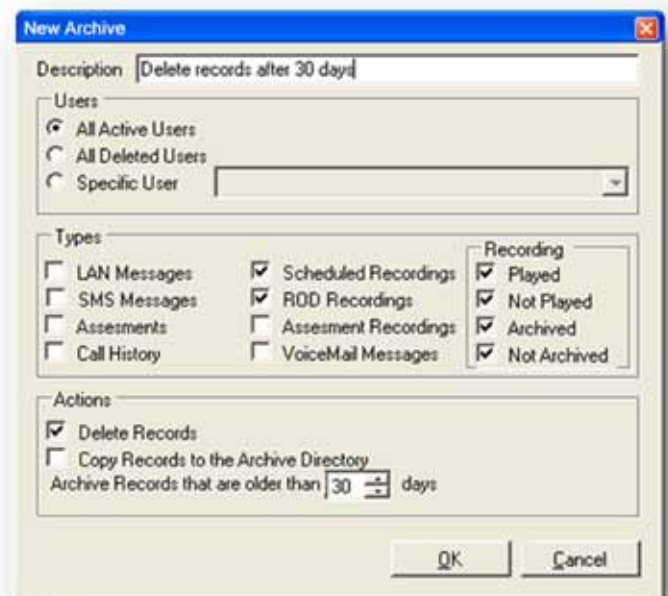 New Archive
Description Delete records after 30 days
Users
All Active Users
All Deleted Users
Specific User
Types
LAN Messages
SMS Messages
Assesments
Call History
Scheduled Recordings
ROD Recordings
Assesment Recordings
VoiceMail Messages
Recording
Played
Not Played
Archived
Not Archived
Actions
Delete Records
Copy Records to the Archive Directory
Archive Records that are older than 30 days
OK
Cancel